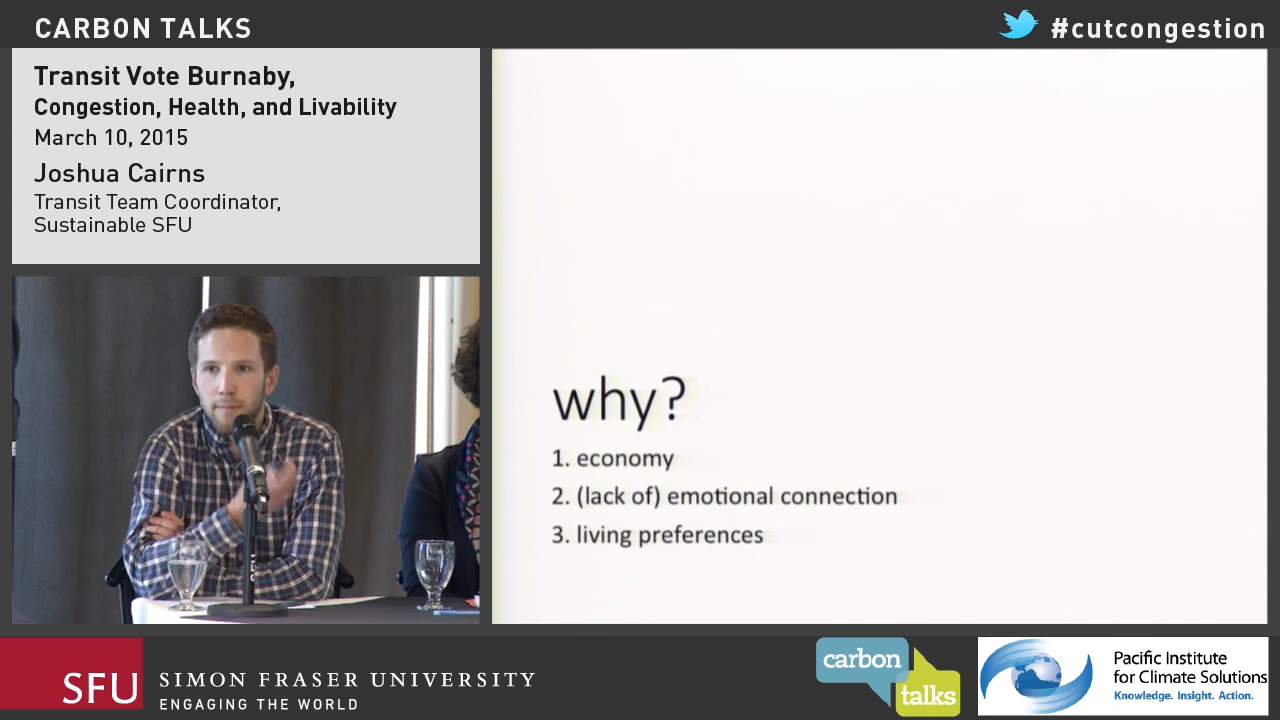 CARBON TALKS
#cutcongestion
Transit Vote Burnaby,
Congestion, Health, and Livability
March 10, 2015
Joshua Cairns
Transit Team Coordinator,
Sustainable SFU
why?
1. economy
2. (lack of) emotional connection
3. living preferences
SFU
SFU
SIMON FRASER UNIVERSITY
ENGAGING THE WORLD
carbon
talks
Pacific Institute
for Climate Solutions
Knowledge. Insight. Action.